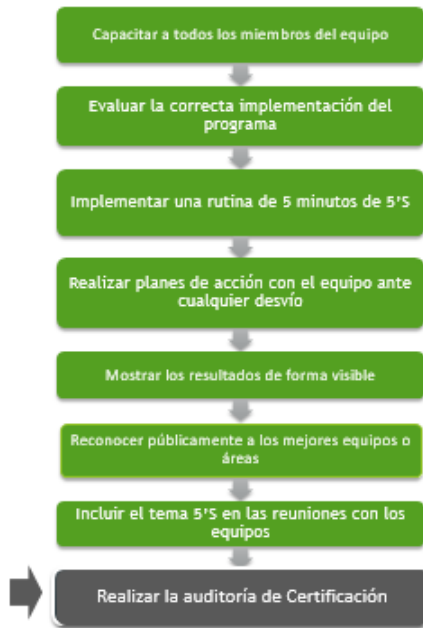 Capacitar a todos los miembros del equipo
Evaluar la correcta implementación del
programa
Implementar una rutina de 5 minutos de 5'S
Realizar planes de acción con el equipo ante
cualquier desvío
Mostrar los resultados de forma visible
Reconocer públicamente a los mejores equipos o
áreas
Incluir el tema 5'S en las reuniones con los
equipos
Realizar la auditoría de Certificación